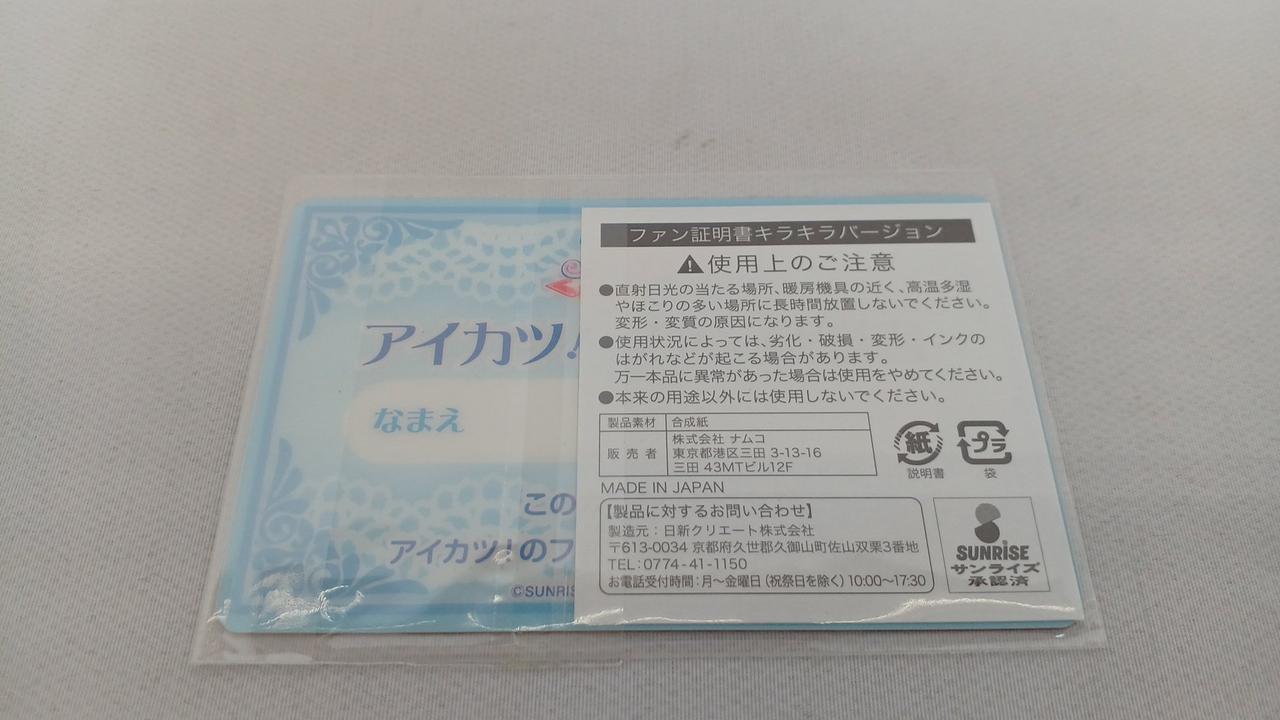 アイカツ!
なまえ
この
アイカツ!のフ
©SUNRIS
ファン証明書キラキラバージョン
使用上のご注意
●直射日光の当たる場所、暖房機具の近く、高温多湿
やほこりの多い場所に長時間放置しないでください。
変形・変質の原因になります。
●使用状況によっては、劣化・破損・変形・インクの
はがれなどが起こる場合があります。
万一本品に異常があった場合は使用をやめてください。
●本来の用途以外には使用しないでください。
製品素材 合成紙
販売者 株式会社 ナムコ
東京都港区三田 3-13-16
三田 43MTビル12F
紙
説明書
プラ
袋
MADE IN JAPAN
【製品に対するお問い合わせ】
製造元:日新クリエート株式会社
〒613-0034 京都府久世郡久御山町佐山双栗3番地
TEL:0774-41-1150
お電話受付時間:月～金曜日(祝祭日を除く)10:00～17:30
SUNRISE
サンライズ
承認済